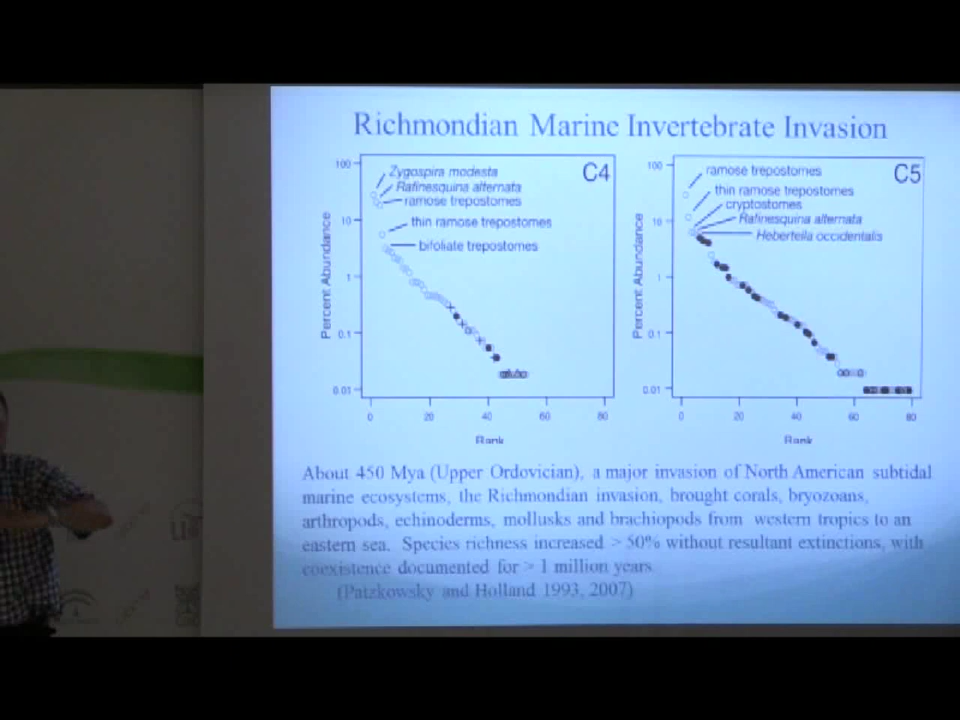 Richmondian Marine Invertebrate Invasion
C4
Zygospira modesta
Rafinesquina alternata
ramose trepostomes
thin ramose trepostomes
bifoliate trepostomes
Percent Abundance
100
10
1
0.1
0.01
0 20 40 60 80
Rank
C5
ramose trepostomes
thin ramose trepostomes
cryptostomes
Rafinesquina alternata
Hebertella occidentalis
Percent Abundance
100
10
1
0.1
0.01
0 20 40 60 80
Rank
About 450 Mya (Upper Ordovician), a major invasion of North American subtidal
marine ecosystems, the Richmondian invasion, brought corals, bryozoans,
arthropods, echinoderms, mollusks and brachiopods from western tropics to an
eastern sea. Species richness increased > 50% without resultant extinctions, with
coexistence documented for > 1 million years.
(Patzkowsky and Holland 1993, 2007)